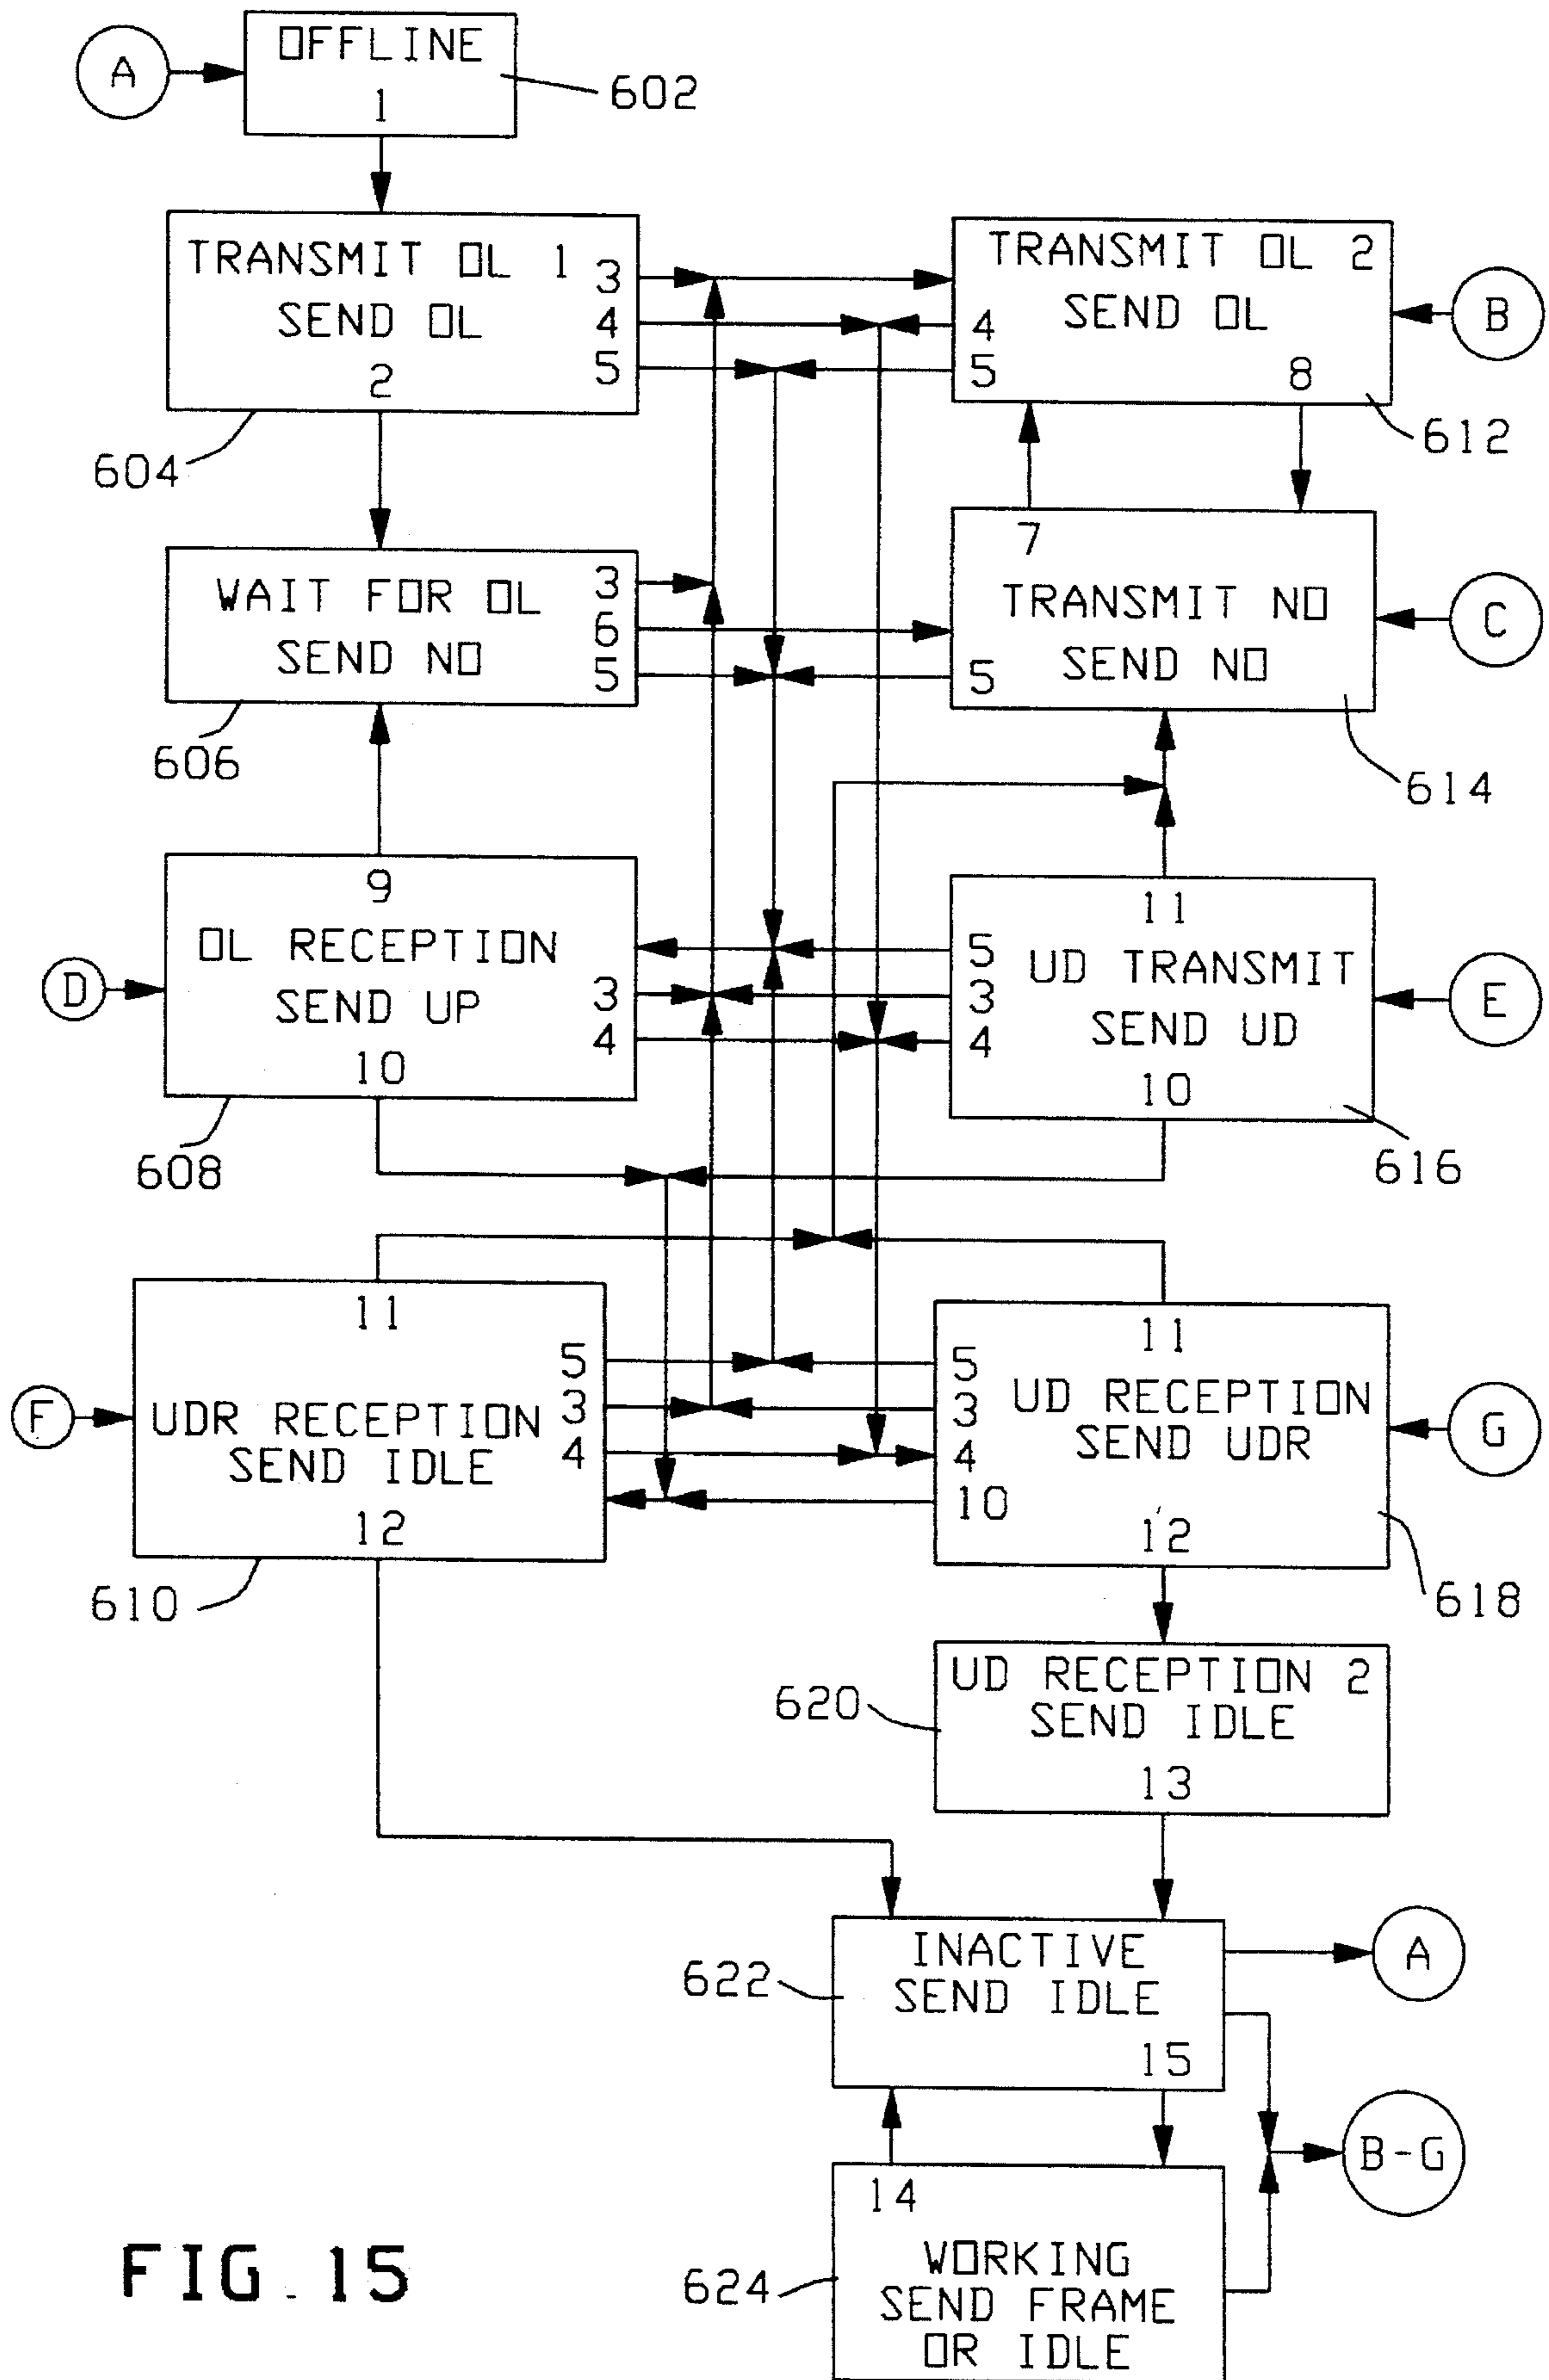 A
OFFLINE
1
602
TRANSMIT OL 1
SEND OL
2
3
4
5
604
TRANSMIT OL 2
SEND OL
4
5
8
B
612
WAIT FOR OL
SEND NO
3
6
5
606
7
TRANSMIT NO
SEND NO
5
C
614
9
OL RECEPTION
SEND UP
3
4
10
D
608
11
5
UD TRANSMIT
3
SEND UD
4
10
E
616
11
5
UDR RECEPTION
3
SEND IDLE
4
12
F
610
11
5
UD RECEPTION
3
SEND UDR
4
10
12
G
618
UD RECEPTION 2
SEND IDLE
13
620
INACTIVE
SEND IDLE
15
622
A
B-G
14
WORKING
SEND FRAME
OR IDLE
624
FIG. 15